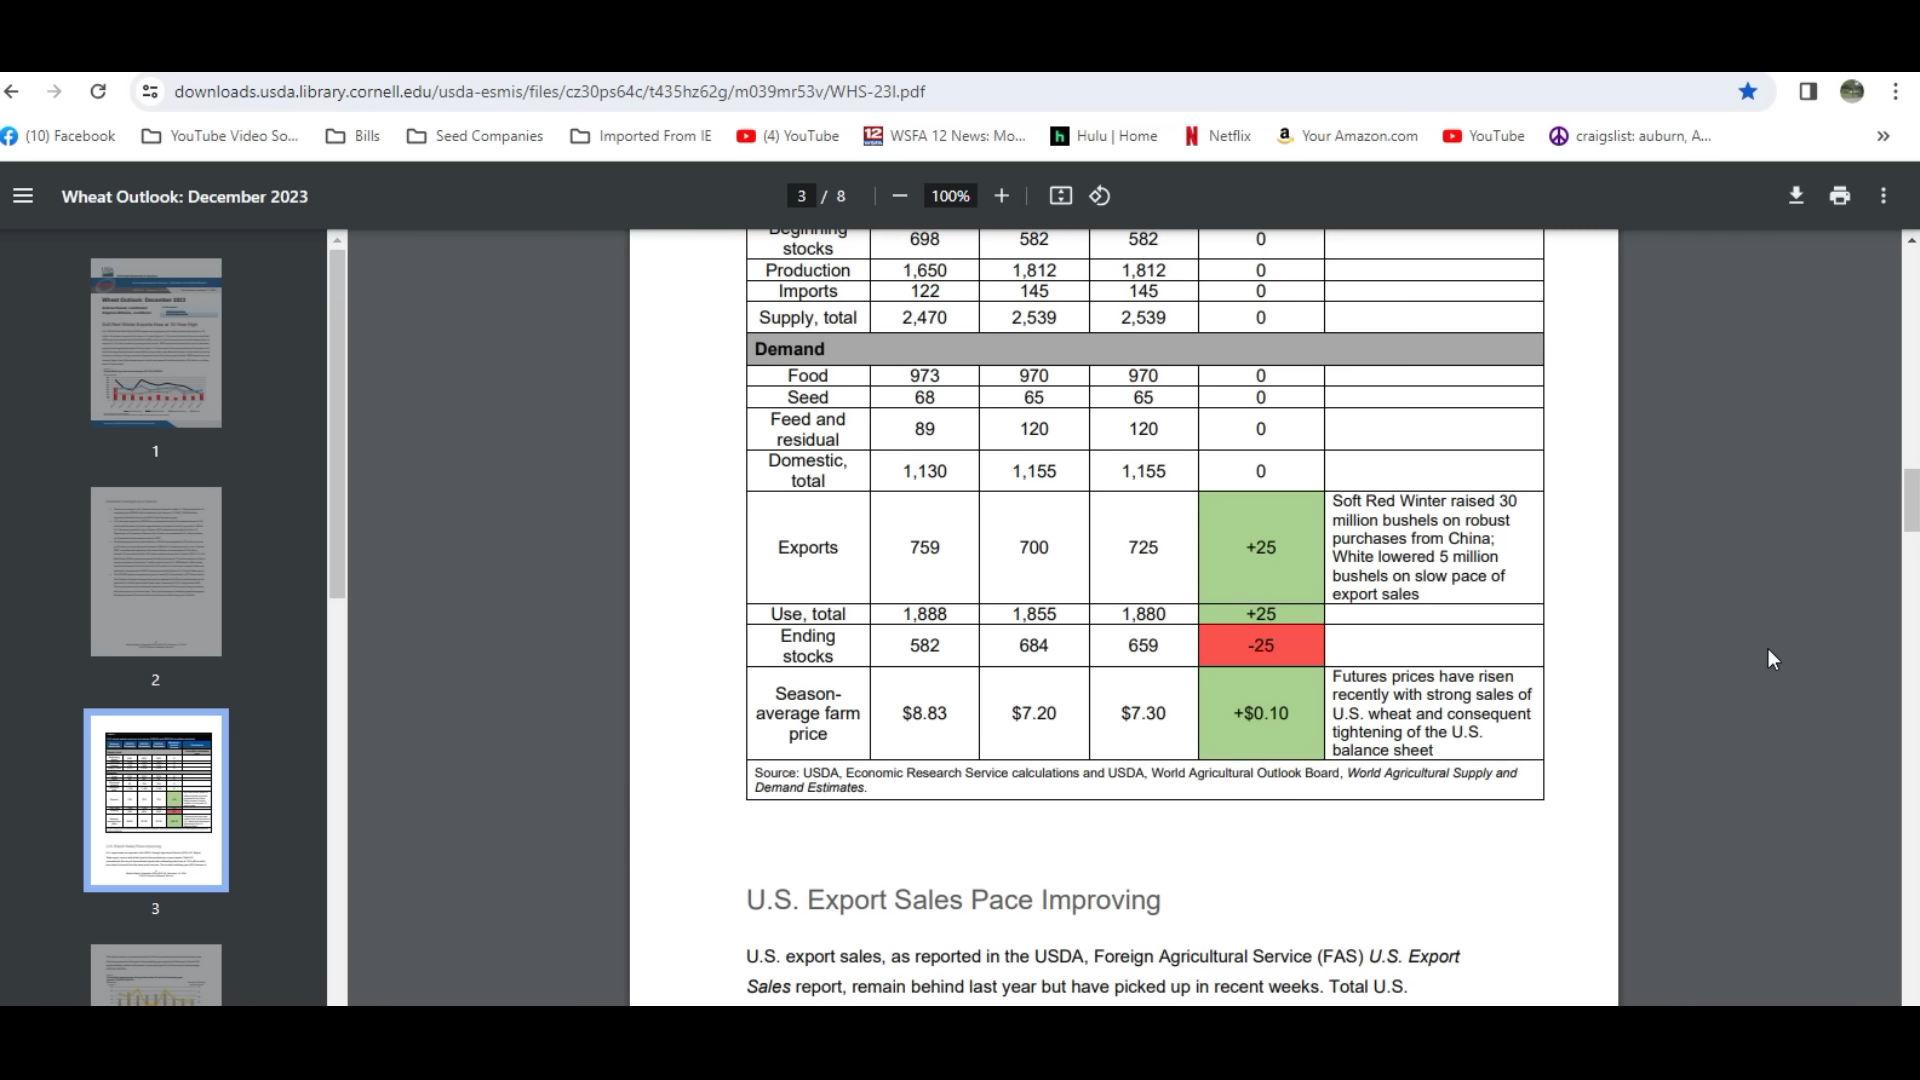 downloads.usda.library.cornell.edu/usda-esmis/files/cz30ps64c/t435hz62g/m039mr53v/WHS-23l.pdf
(10) Facebook YouTube Video So... Bills Seed Companies Imported From IE (4) YouTube WSFA 12 News: Mo... Hulu | Home Netflix Your Amazon.com YouTube craigslist: auburn, A... »
Wheat Outlook: December 2023 3 / 8 100%
Beginning
stocks 698 582 582 0
Production 1,650 1,812 1,812 0
Imports 122 145 145 0
Supply, total 2,470 2,539 2,539 0
Demand
Food 973 970 970 0
Seed 68 65 65 0
Feed and
residual 89 120 120 0
Domestic,
total 1,130 1,155 1,155 0
Exports 759 700 725 +25
Soft Red Winter raised 30
million bushels on robust
purchases from China;
White lowered 5 million
bushels on slow pace of
export sales
Use, total 1,888 1,855 1,880 +25
Ending
stocks 582 684 659 -25
Season-
average farm
price $8.83 $7.20 $7.30 +$0.10
Futures prices have risen
recently with strong sales of
U.S. wheat and consequent
tightening of the U.S.
balance sheet
Source: USDA, Economic Research Service calculations and USDA, World Agricultural Outlook Board, World Agricultural Supply and
Demand Estimates.
U.S. Export Sales Pace Improving
U.S. export sales, as reported in the USDA, Foreign Agricultural Service (FAS) U.S. Export
Sales report, remain behind last year but have picked up in recent weeks. Total U.S.
1
2
3